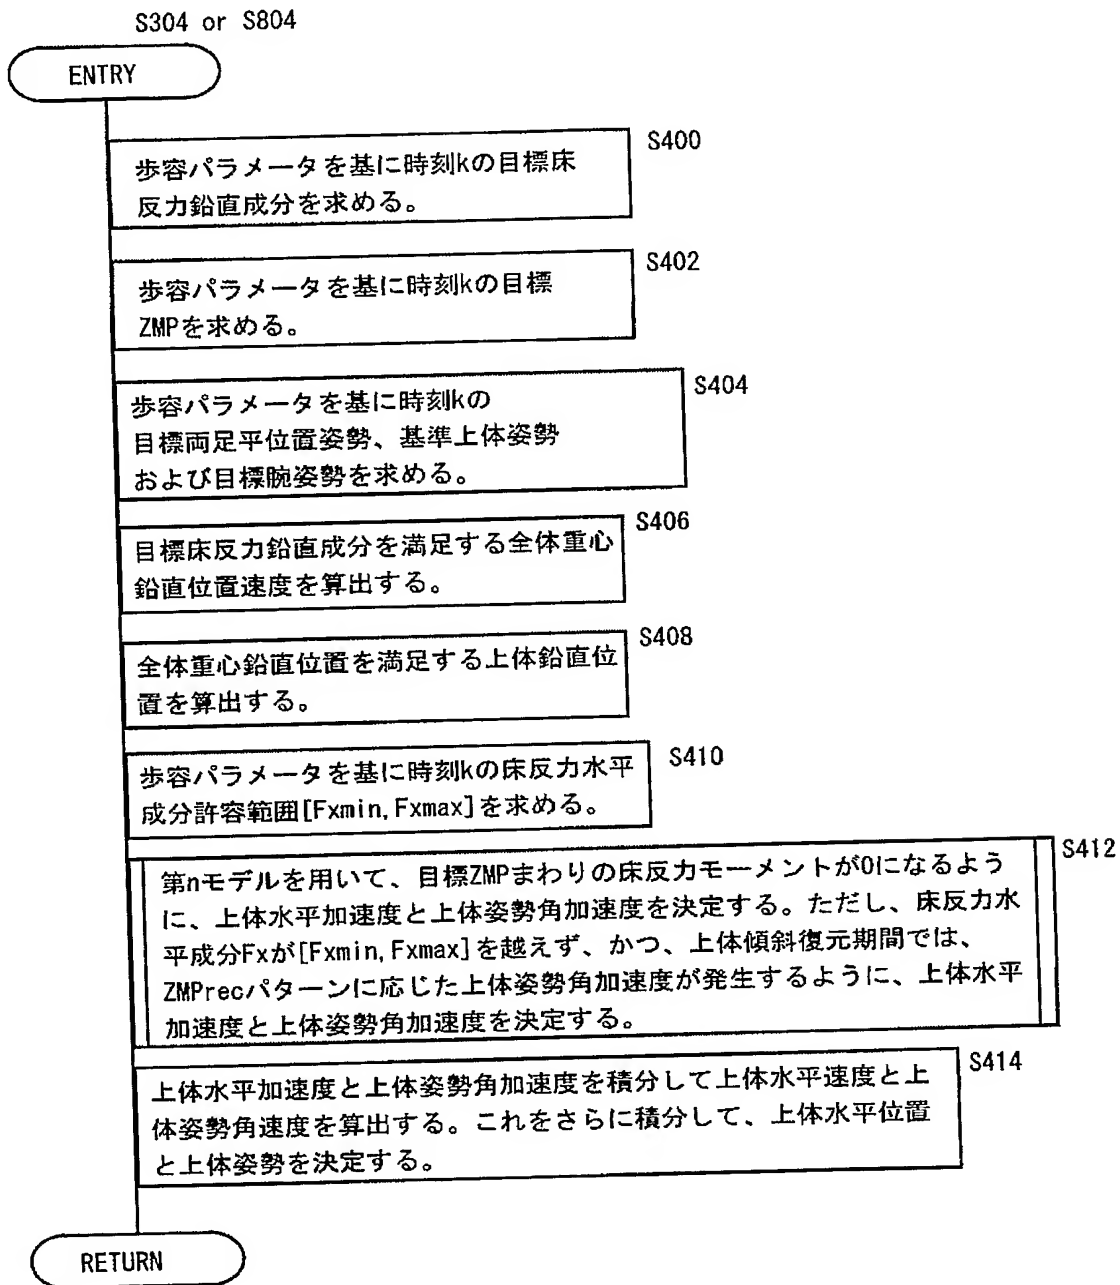 S304 or S804
ENTRY
S400
歩容パラメータを基に時刻kの目標床
反力鉛直成分を求める。
S402
歩容パラメータを基に時刻kの目標
ZMPを求める。
S404
歩容パラメータを基に時刻kの
目標両足平位置姿勢、基準上体姿勢
および目標腕姿勢を求める。
S406
目標床反力鉛直成分を満足する全体重心
鉛直位置速度を算出する。
S408
全体重心鉛直位置を満足する上体鉛直位
置を算出する。
S410
歩容パラメータを基に時刻kの床反力水平
成分許容範囲[Fxmin,Fxmax]を求める。
S412
第nモデルを用いて、目標ZMPまわりの床反力モーメントが0になるよう
に、上体水平加速度と上体姿勢角加速度を決定する。ただし、床反力水
平成分Fxが[Fxmin,Fxmax]を越えず、かつ、上体傾斜復元期間では、
ZMPrecパターンに応じた上体姿勢角加速度が発生するように、上体水平
加速度と上体姿勢角加速度を決定する。
S414
上体水平加速度と上体姿勢角加速度を積分して上体水平速度と上
体姿勢角速度を算出する。これをさらに積分して、上体水平位置
と上体姿勢を決定する。
RETURN